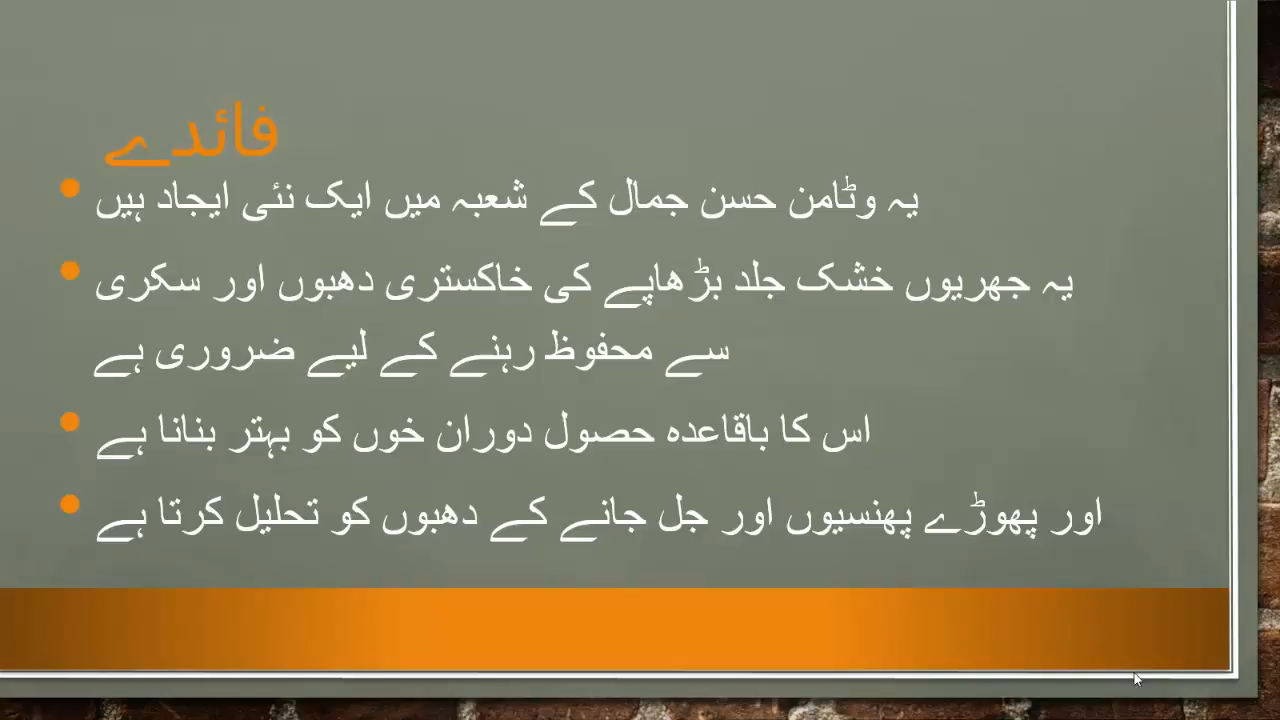 فائدے
یہ وٹامن حسن جمال کے شعبہ میں ایک نئی ایجاد ہیں
یہ جھریوں خشک جلد بڑھاپے کی خاکستری دھبوں اور سکری
سے محفوظ رہنے کے لیے ضروری ہے
اس کا باقاعدہ حصول دوران خوں کو بہتر بنانا ہے
اور پھوڑے پھنسیوں اور جل جانے کے دھبوں کو تحلیل کرتا ہے